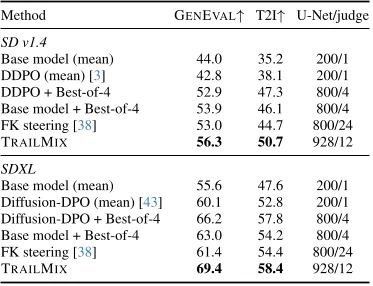 Method GENEVAL↑ T2I↑ U-Net/judge
SD v1.4
Base model (mean) 44.0 35.2 200/1
DDPO (mean) [3] 42.8 38.1 200/1
DDPO + Best-of-4 52.9 47.3 800/4
Base model + Best-of-4 53.9 46.1 800/4
FK steering [38] 53.0 44.7 800/24
TRAILMIX 56.3 50.7 928/12
SDXL
Base model (mean) 55.6 47.6 200/1
Diffusion-DPO (mean) [43] 60.1 52.8 200/1
Diffusion-DPO + Best-of-4 66.2 57.8 800/4
Base model + Best-of-4 63.0 54.2 800/4
FK steering [38] 61.4 54.4 800/24
TRAILMIX 69.4 58.4 928/12